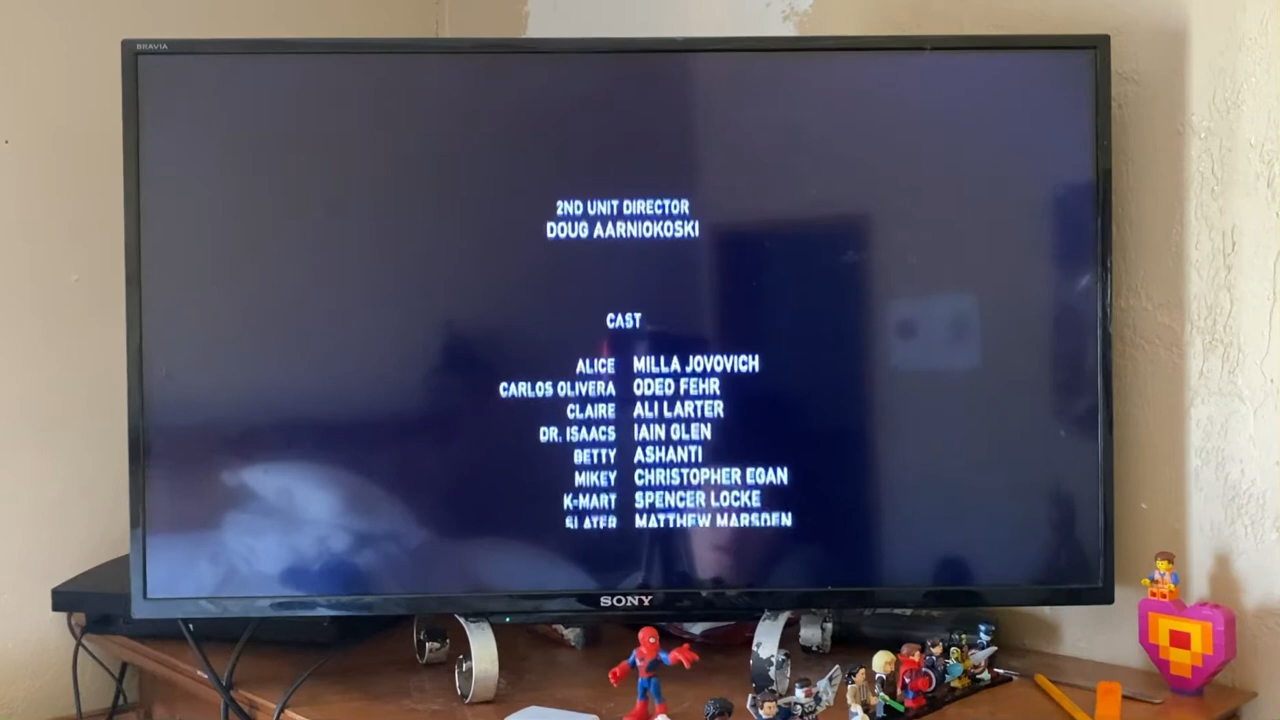 BRAVIA
2ND UNIT DIRECTOR
DOUG AARNIOKOSKI
CAST
ALICE MILLA JOVOVICH
CARLOS OLIVERA ODED FEHR
CLAIRE ALI LARTER
DR. ISAACS IAIN GLEN
BETTY ASHANTI
MIKEY CHRISTOPHER EGAN
K-MART SPENCER LOCKE
SLATER MATTHEW MARSDEN
SONY